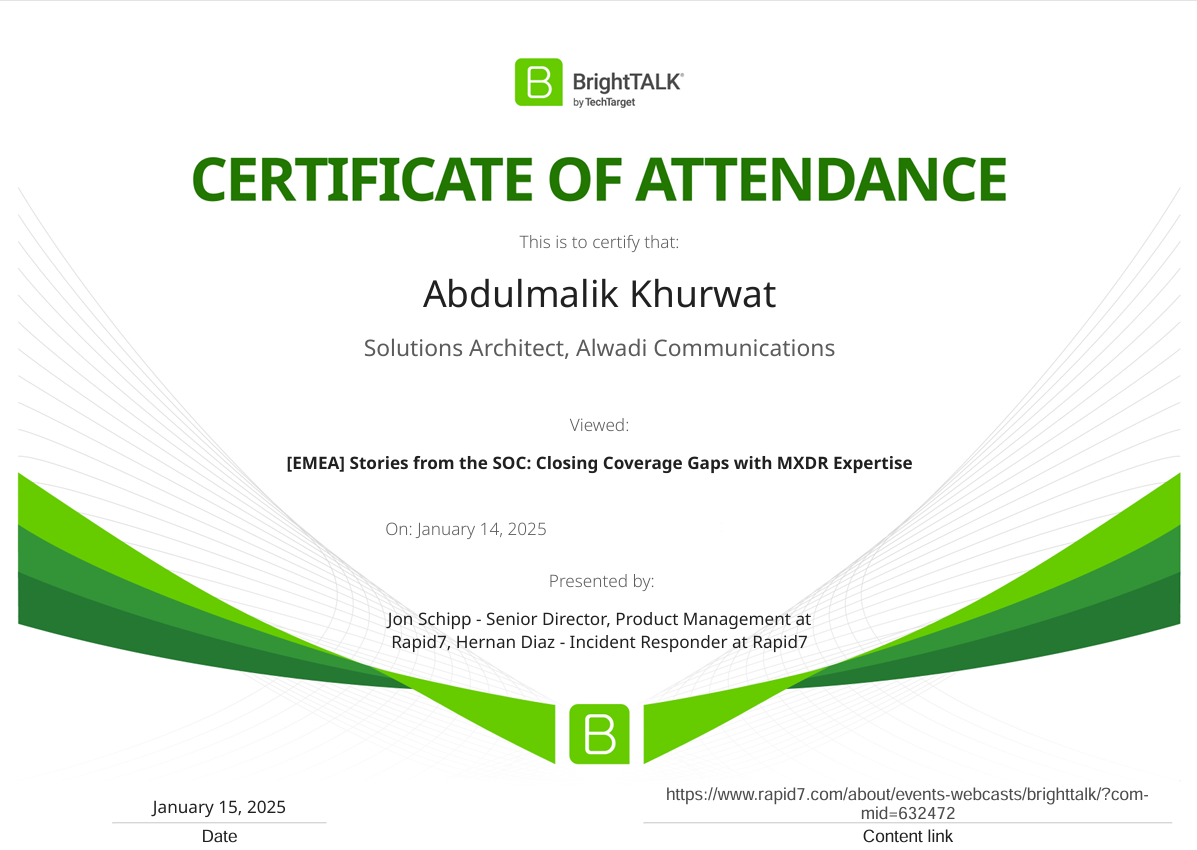 BrightTALK®
by TechTarget
CERTIFICATE OF ATTENDANCE
This is to certify that:
Abdulmalik Khurwat
Solutions Architect, Alwadi Communications
Viewed:
[EMEA] Stories from the SOC: Closing Coverage Gaps with MXDR Expertise
On: January 14, 2025
Presented by:
Jon Schipp - Senior Director, Product Management at
Rapid7, Hernan Diaz - Incident Responder at Rapid7
B
January 15, 2025
Date
https://www.rapid7.com/about/events-webcasts/brighttalk/?com-
mid=632472
Content link